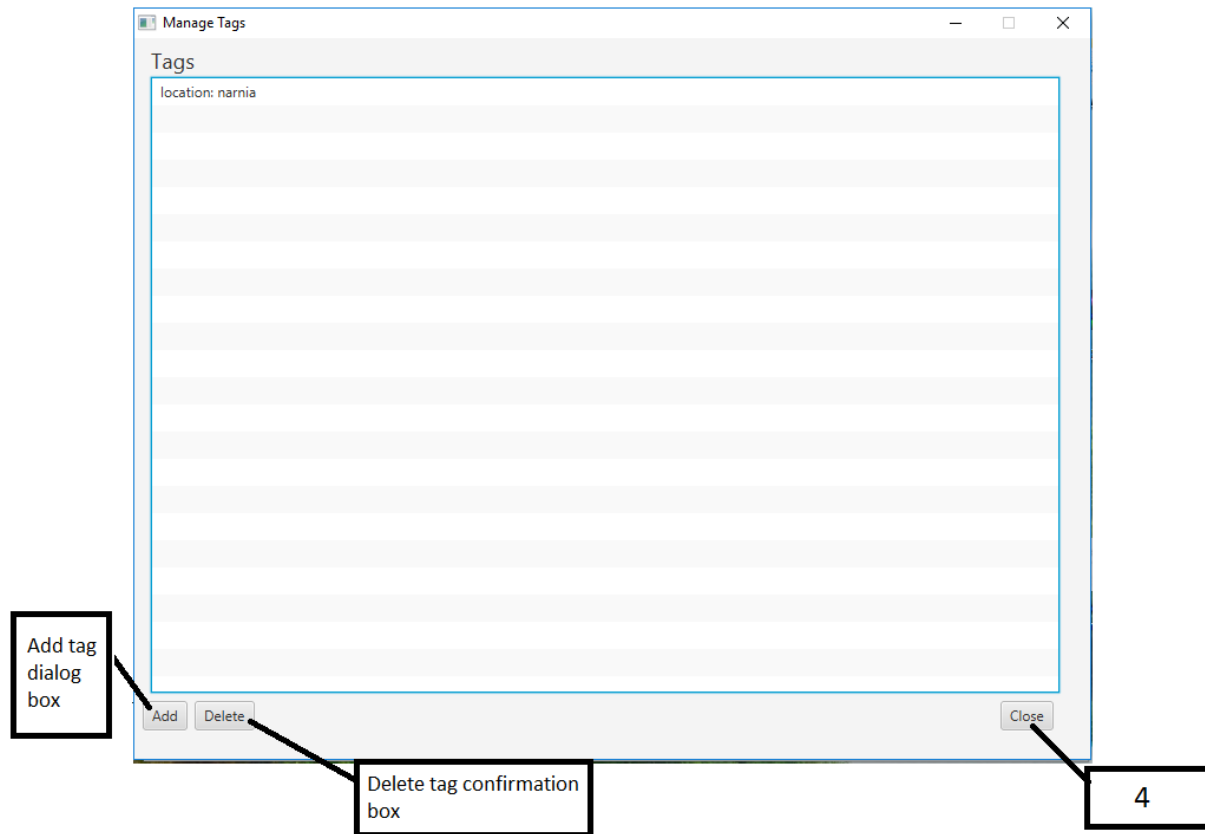 Manage Tags
Tags
location: narnia
Add tag
dialog
box
Add
Delete
Close
Delete tag confirmation
box
4